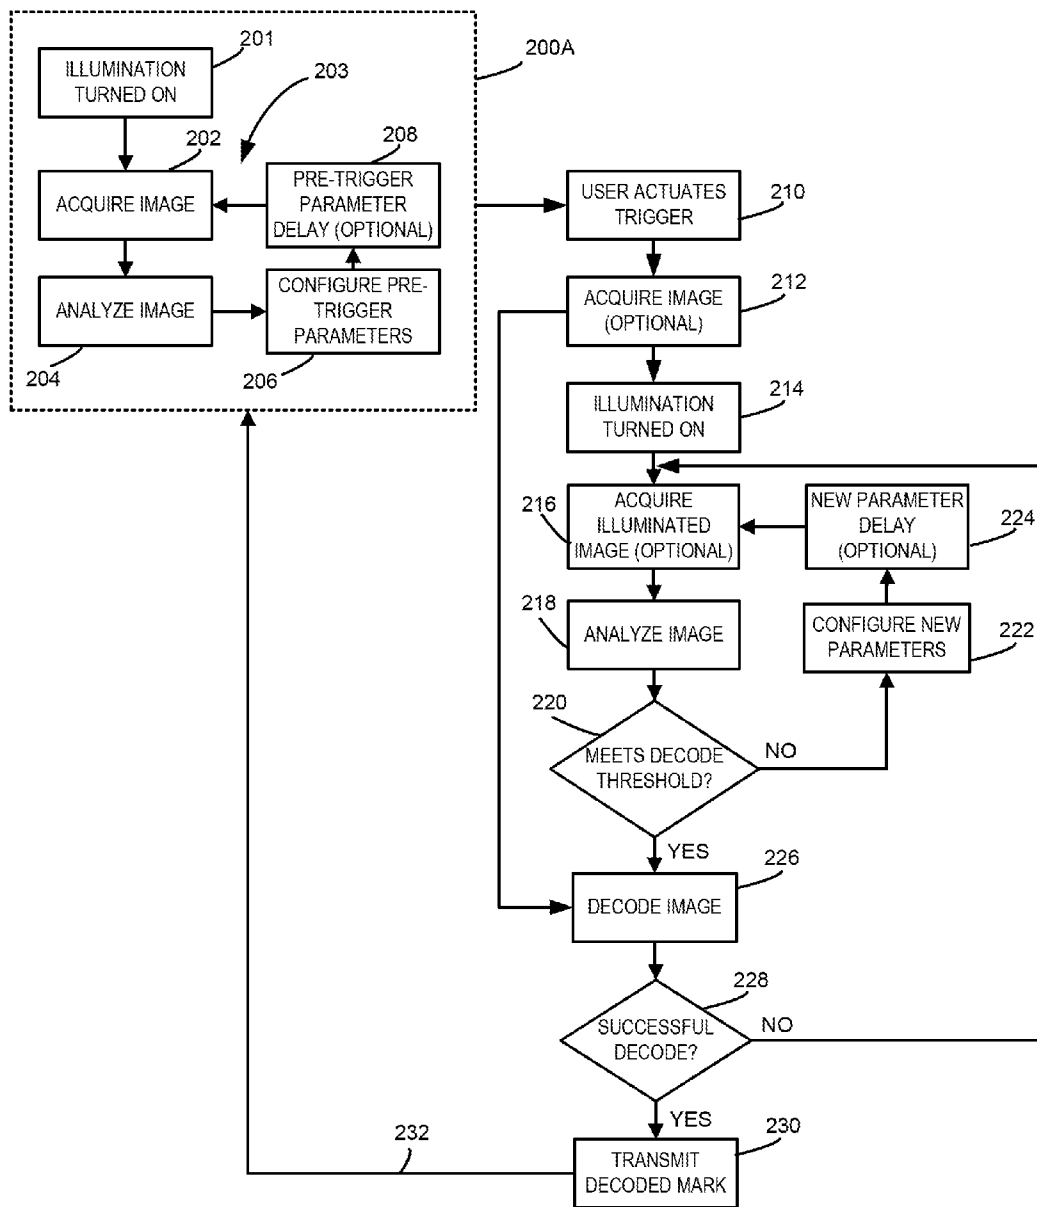 201
200A
ILLUMINATION
TURNED ON
203
202
208
ACQUIRE IMAGE
PRE-TRIGGER
PARAMETER
DELAY (OPTIONAL)
USER ACTUATES
TRIGGER
210
ANALYZE IMAGE
CONFIGURE PRE-
TRIGGER
PARAMETERS
204
206
ACQUIRE IMAGE
(OPTIONAL)
212
ILLUMINATION
TURNED ON
214
216
ACQUIRE
ILLUMINATED
IMAGE (OPTIONAL)
NEW PARAMETER
DELAY
(OPTIONAL)
224
218
ANALYZE IMAGE
CONFIGURE NEW
PARAMETERS
222
220
MEETS DECODE
THRESHOLD?
NO
YES
DECODE IMAGE
226
228
SUCCESSFUL
DECODE?
NO
YES
230
TRANSMIT
DECODED MARK
232